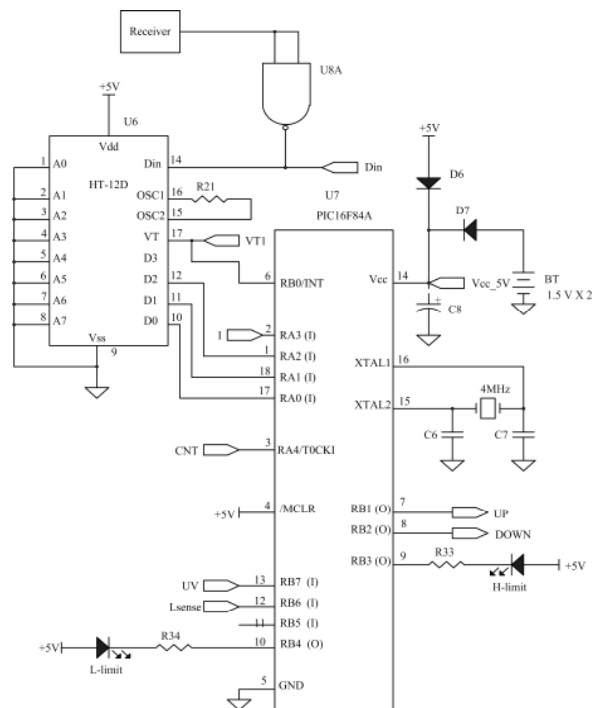 Receiver
U8A
+5V
U6
Vdd
1 A0 Din 14
Din
HT-12D
2 A1 OSC1 16 R21
3 A2 OSC2 15
4 A3 VT 17 VT1
5 A4 D3
6 A5 D2 12
7 A6 D1 11
8 A7 D0 10
Vss
9
U7
PIC16F84A
+5V
D6
D7
6 RB0/INT Vcc 14 Vcc_5V
BT
1.5 V X 2
+
C8
I 2 RA3 (I)
1 RA2 (I)
18 RA1 (I)
17 RA0 (I)
XTAL1 16
XTAL2 15 4MHz
C6 C7
CNT 3 RA4/T0CKI
+5V 4 /MCLR
RB1 (O) 7 UP
RB2 (O) 8 DOWN
RB3 (O) 9 R33 +5V
H-limit
UV 13 RB7 (I)
Lsense 12 RB6 (I)
11 RB5 (I)
+5V R34 10 RB4 (O)
L-limit
5 GND